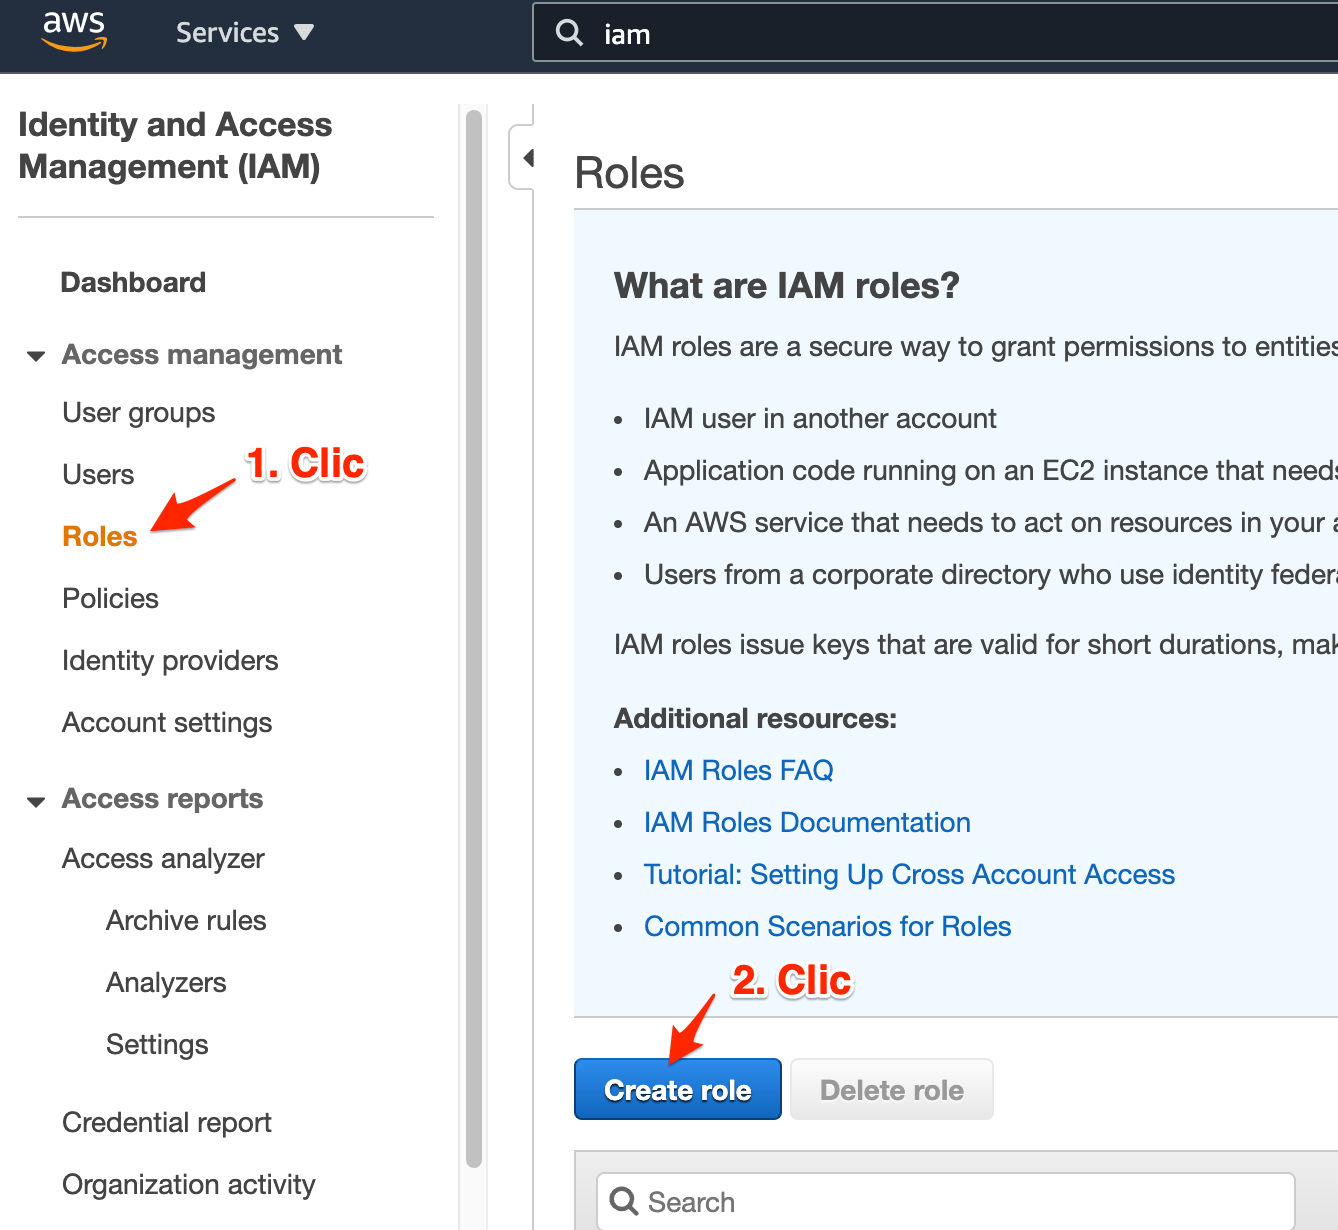 aws
Services
iam
Identity and Access
Management (IAM)
Dashboard
Access management
User groups
Users
1. Clic
Roles
Policies
Identity providers
Account settings
Access reports
Access analyzer
Archive rules
Analyzers
Settings
Credential report
Organization activity
Roles
What are IAM roles?
IAM roles are a secure way to grant permissions to entities
• IAM user in another account
• Application code running on an EC2 instance that needs
• An AWS service that needs to act on resources in your a
• Users from a corporate directory who use identity federa
IAM roles issue keys that are valid for short durations, mak
Additional resources:
• IAM Roles FAQ
• IAM Roles Documentation
• Tutorial: Setting Up Cross Account Access
• Common Scenarios for Roles
2. Clic
Create role
Delete role
Search